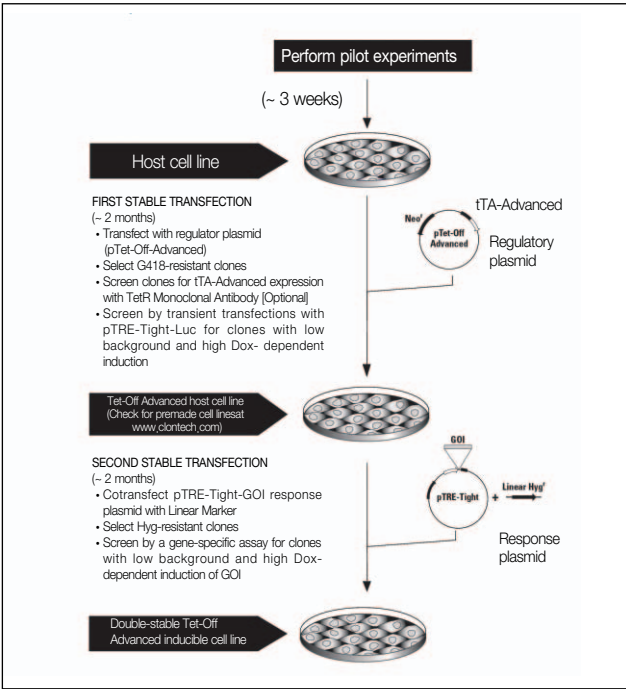 Perform pilot experiments
(~ 3 weeks)
Host cell line
FIRST STABLE TRANSFECTION
(~ 2 months)
• Transfect with regulator plasmid
(pTet-Off-Advanced)
• Select G418-resistant clones
• Screen clones for tTA-Advanced expression
with TetR Monoclonal Antibody [Optional]
• Screen by transient transfections with
pTRE-Tight-Luc for clones with low
background and high Dox- dependent
induction
tTA-Advanced
Neoʳ
pTet-Off
Advanced
Regulatory
plasmid
Tet-Off Advanced host cell line
(Check for premade cell linesat
www.clontech.com)
SECOND STABLE TRANSFECTION
(~ 2 months)
• Cotransfect pTRE-Tight-GOI response
plasmid with Linear Marker
• Select Hyg-resistant clones
• Screen by a gene-specific assay for clones
with low background and high Dox-
dependent induction of GOI
GOI
pTRE-Tight
+
Linear Hygʳ
Response
plasmid
Double-stable Tet-Off
Advanced inducible cell line